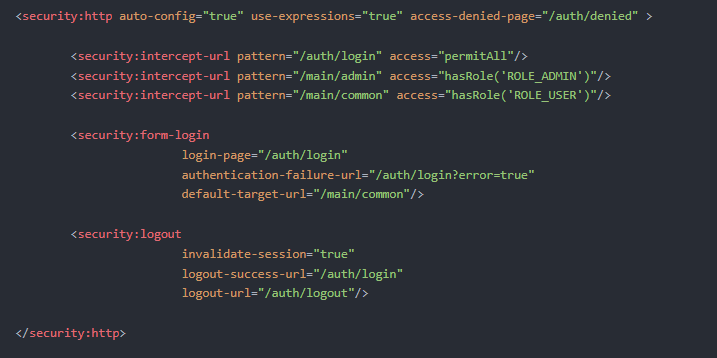 <security:http auto-config="true" use-expressions="true" access-denied-page="/auth/denied" >
<security:intercept-url pattern="/auth/login" access="permitAll"/>
<security:intercept-url pattern="/main/admin" access="hasRole('ROLE_ADMIN')"/>
<security:intercept-url pattern="/main/common" access="hasRole('ROLE_USER')"/>
<security:form-login
login-page="/auth/login"
authentication-failure-url="/auth/login?error=true"
default-target-url="/main/common"/>
<security:logout
invalidate-session="true"
logout-success-url="/auth/login"
logout-url="/auth/logout"/>
</security:http>